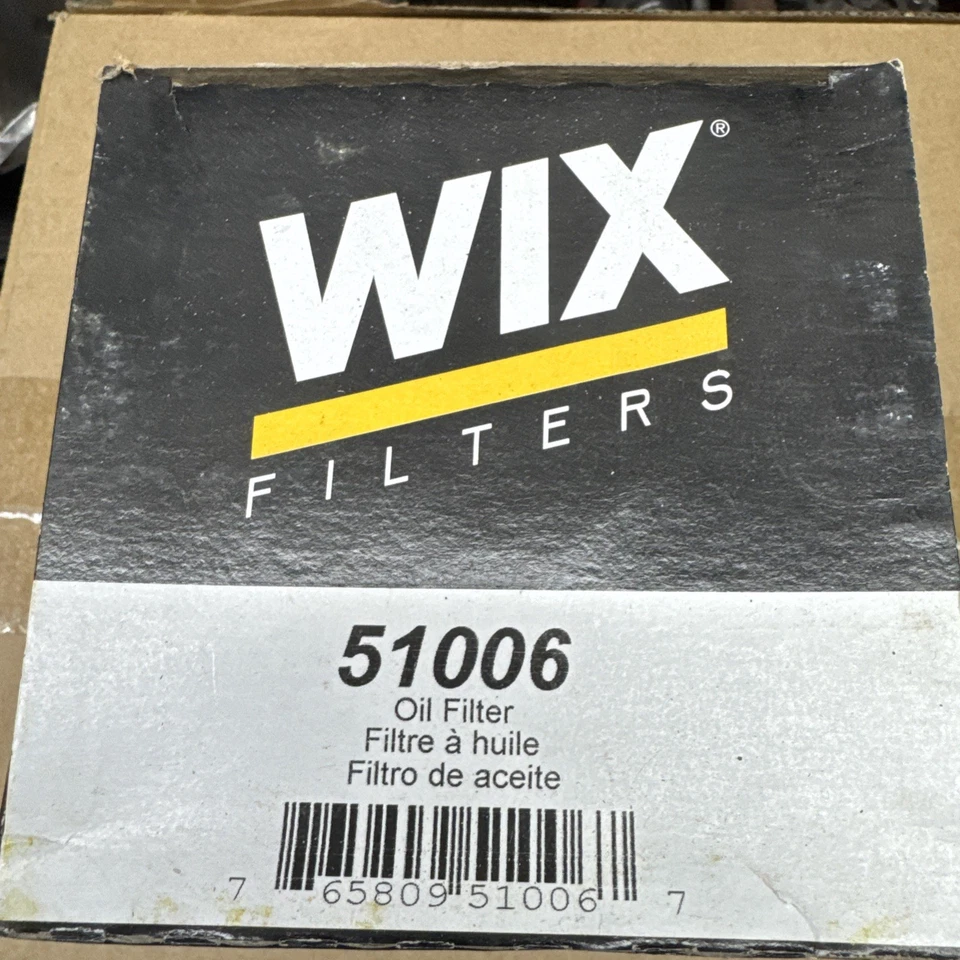 WIX®
FILTERS
51006
Oil Filter
Filtre à huile
Filtro de aceite
7 65809 51006 7